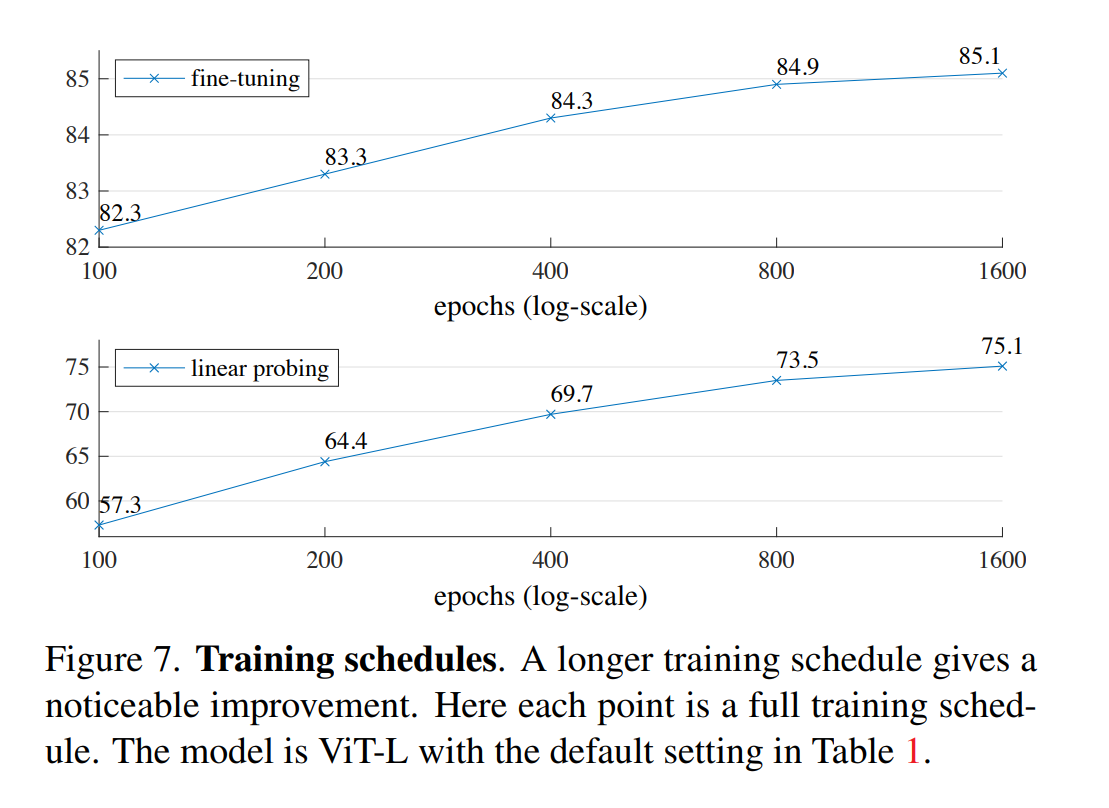 85.1
84.9
85
fine-tuning
84.3
84
83.3
83
82.3
82
100 200 400 800 1600
epochs (log-scale)
75.1
75
linear probing
73.5
70
69.7
65
64.4
60
57.3
100 200 400 800 1600
epochs (log-scale)
Figure 7. Training schedules. A longer training schedule gives a
noticeable improvement. Here each point is a full training sched-
ule. The model is ViT-L with the default setting in Table 1.